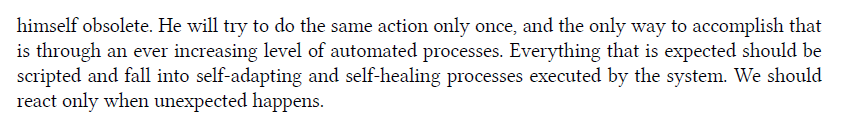 himself obsolete. He will try to do the same action only once, and the only way to accomplish that
is through an ever increasing level of automated processes. Everything that is expected should be
scripted and fall into self-adapting and self-healing processes executed by the system. We should
react only when unexpected happens.